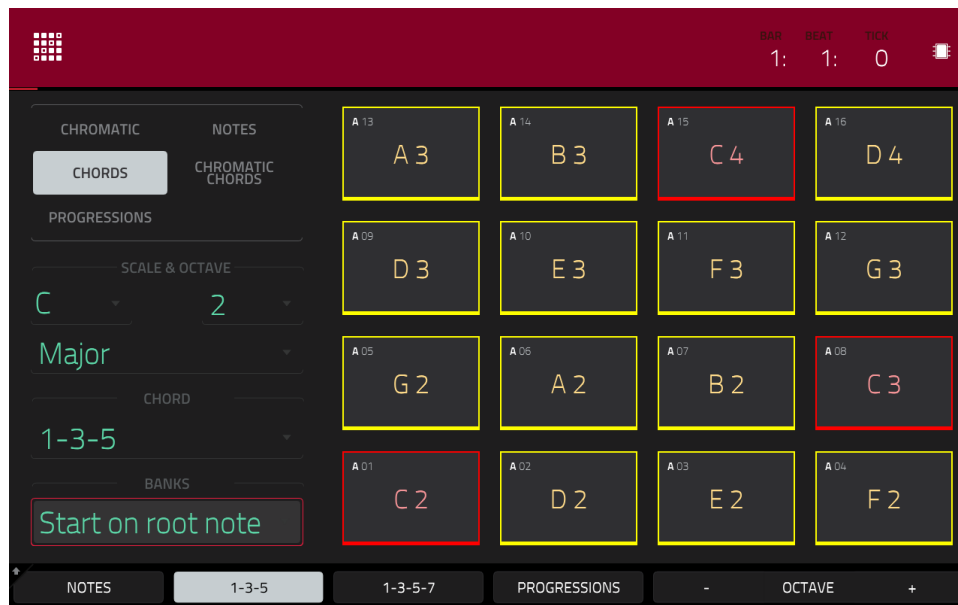 BAR BEAT TICK
1: 1: 0
CHROMATIC NOTES
CHORDS CHROMATIC CHORDS
PROGRESSIONS
SCALE & OCTAVE
C 2
Major
CHORD
1-3-5
BANKS
Start on root note
A 13 A 14 A 15 A 16
A 3 B 3 C 4 D 4
A 09 A 10 A 11 A 12
D 3 E 3 F 3 G 3
A 05 A 06 A 07 A 08
G 2 A 2 B 2 C 3
A 01 A 02 A 03 A 04
C 2 D 2 E 2 F 2
NOTES 1-3-5 1-3-5-7 PROGRESSIONS - OCTAVE +